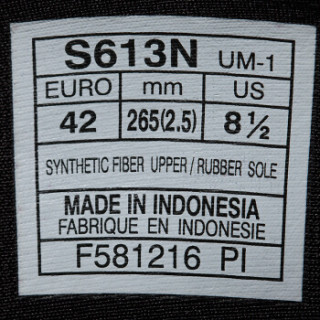 S613N UM-1
EURO mm US
42 265(2.5) 8½
SYNTHETIC FIBER UPPER/RUBBER SOLE
MADE IN INDONESIA
FABRIQUE EN INDONESIE
F581216 PI